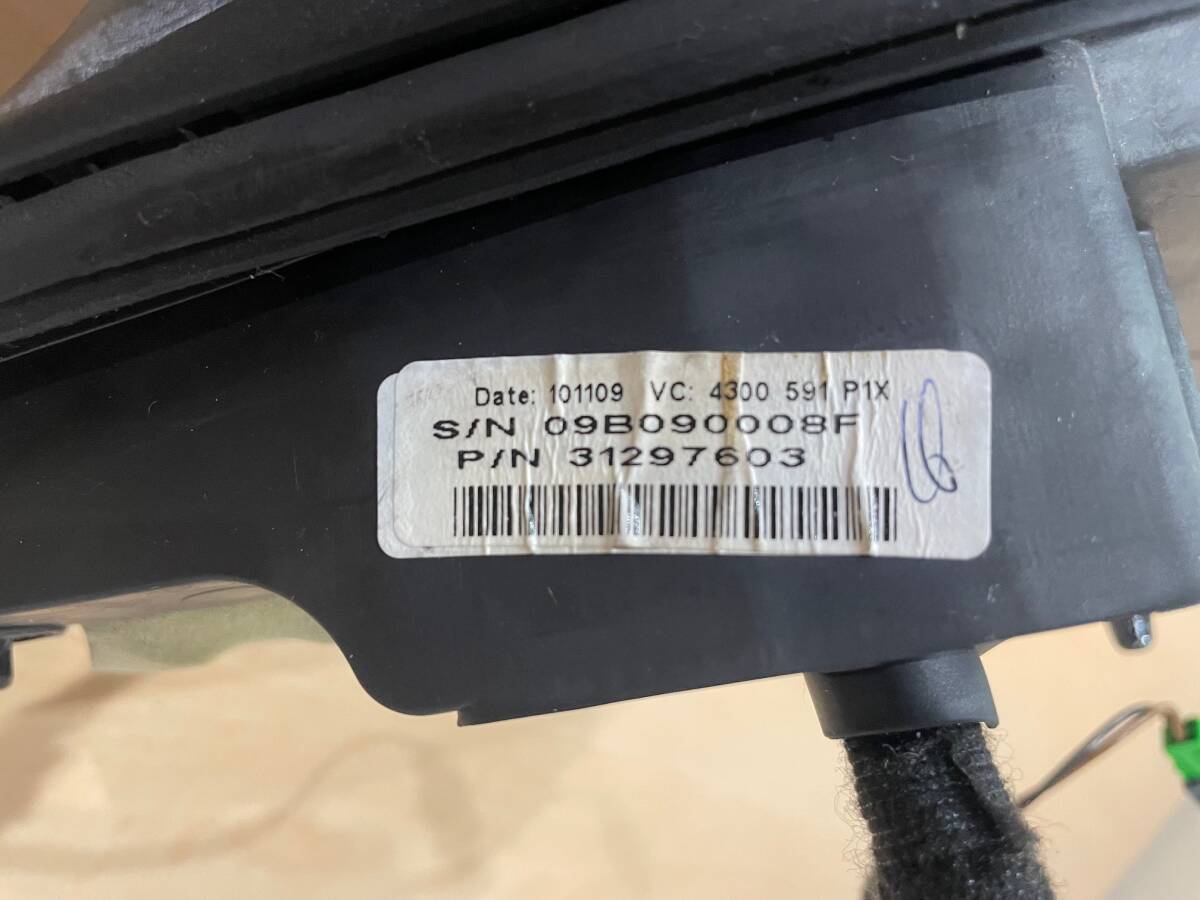 Date: 101109 VC: 4300 591 P1X
S/N 09B090008F
P/N 31297603